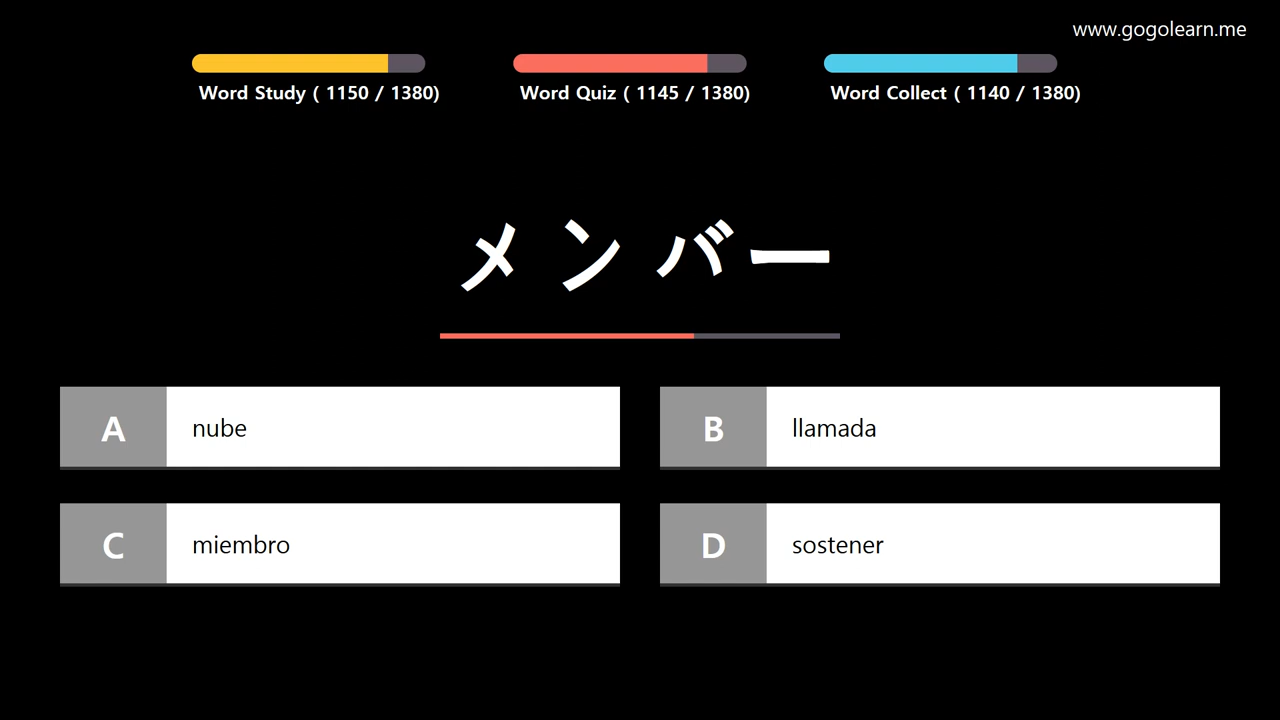 www.gogolearn.me
Word Study ( 1150 / 1380)
Word Quiz ( 1145 / 1380)
Word Collect ( 1140 / 1380)
メンバー
A nube
B llamada
C miembro
D sostener